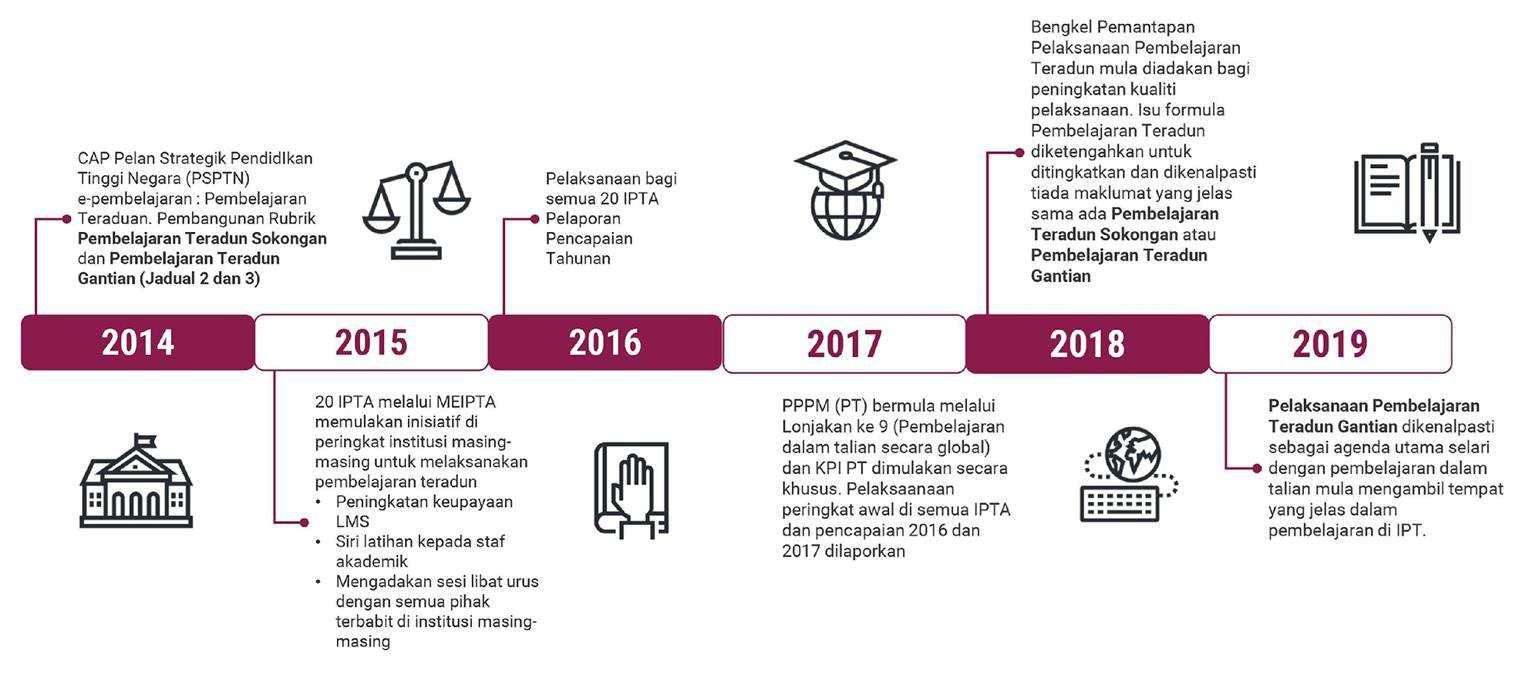 CAP Pelan Strategik PendidIkan
Tinggi Negara (PSPTN)
e-pembelajaran : Pembelajaran
Teraduan. Pembangunan Rubrik
Pembelajaran Teradun Sokongan
dan Pembelajaran Teradun
Gantian (Jadual 2 dan 3)
Pelaksanaan bagi
semua 20 IPTA
Pelaporan
Pencapaian
Tahunan
Bengkel Pemantapan
Pelaksanaan Pembelajaran
Teradun mula diadakan bagi
peningkatan kualiti
pelaksanaan. Isu formula
Pembelajaran Teradun
diketengahkan untuk
ditingkatkan dan dikenalpasti
tiada maklumat yang jelas
sama ada Pembelajaran
Teradun Sokongan atau
Pembelajaran Teradun
Gantian
2014
2015
2016
2017
2018
2019
20 IPTA melalui MEIPTA
memulakan inisiatif di
peringkat institusi masing-
masing untuk melaksanakan
pembelajaran teradun
• Peningkatan keupayaan
LMS
• Siri latihan kepada staf
akademik
• Mengadakan sesi libat urus
dengan semua pihak
terbabit di institusi masing-
masing
PPPM (PT) bermula melalui
Lonjakan ke 9 (Pembelajaran
dalam talian secara global)
dan KPI PT dimulakan secara
khusus. Pelaksaanaan
peringkat awal di semua IPTA
dan pencapaian 2016 dan
2017 dilaporkan
Pelaksanaan Pembelajaran
Teradun Gantian dikenalpasti
sebagai agenda utama selari
dengan pembelajaran dalam
talian mula mengambil tempat
yang jelas dalam
pembelajaran di IPT.